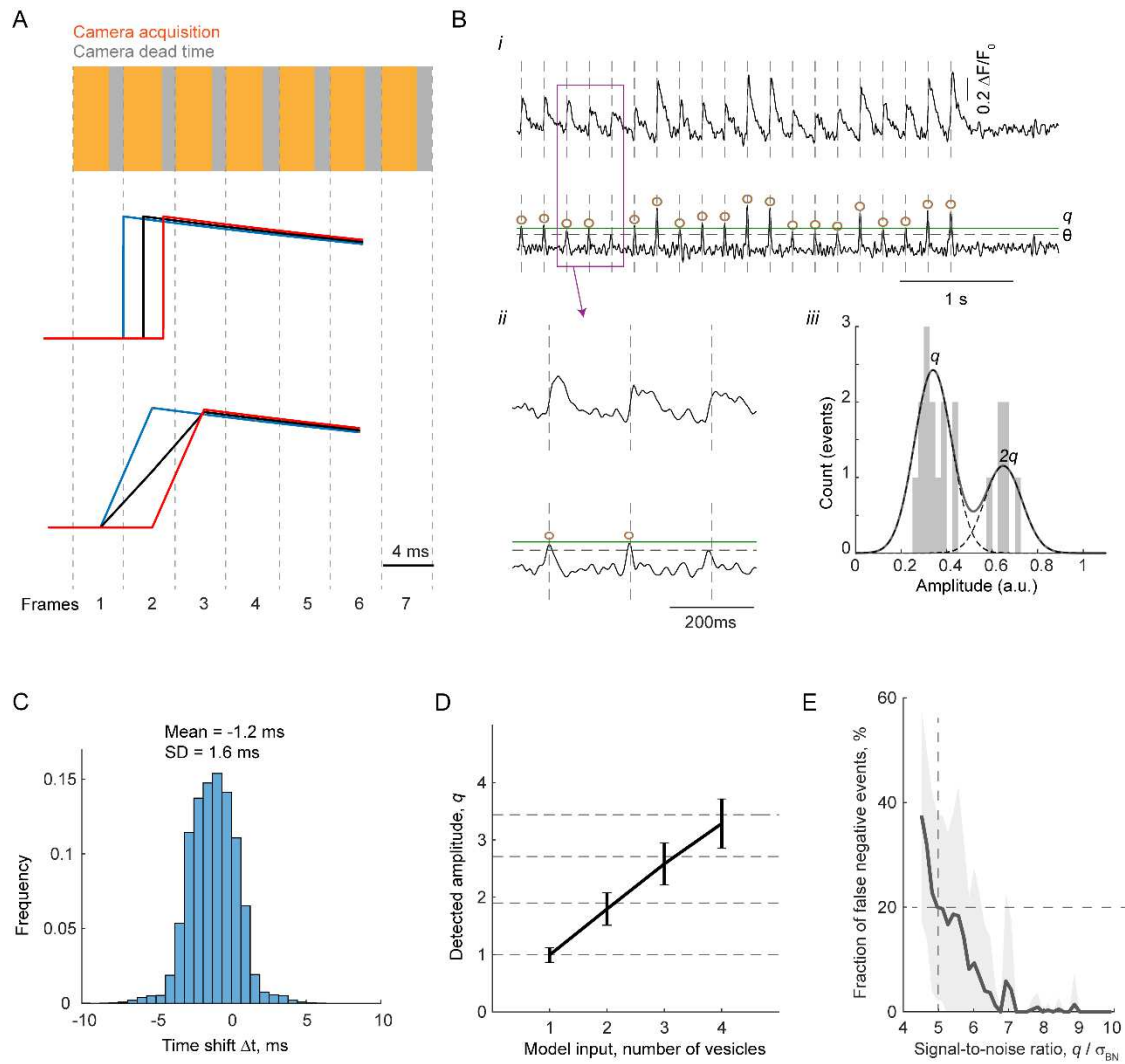 A
Camera acquisition
Camera dead time
4 ms
Frames 1 2 3 4 5 6 7
B
i
0.2 ΔF/F0
q
θ
1 s
ii
200ms
iii
Count (events)
3
2
1
0
q
2q
0 0.2 0.4 0.6 0.8 1
Amplitude (a.u.)
C
Mean = -1.2 ms
SD = 1.6 ms
Frequency
0.15
0.1
0.05
0
-10 -5 0 5 10
Time shift Δt, ms
D
Detected amplitude, q
4
3
2
1
0
1 2 3 4
Model input, number of vesicles
E
Fraction of false negative events, %
60
40
20
0
4 5 6 7 8 9 10
Signal-to-noise ratio, q / σBN